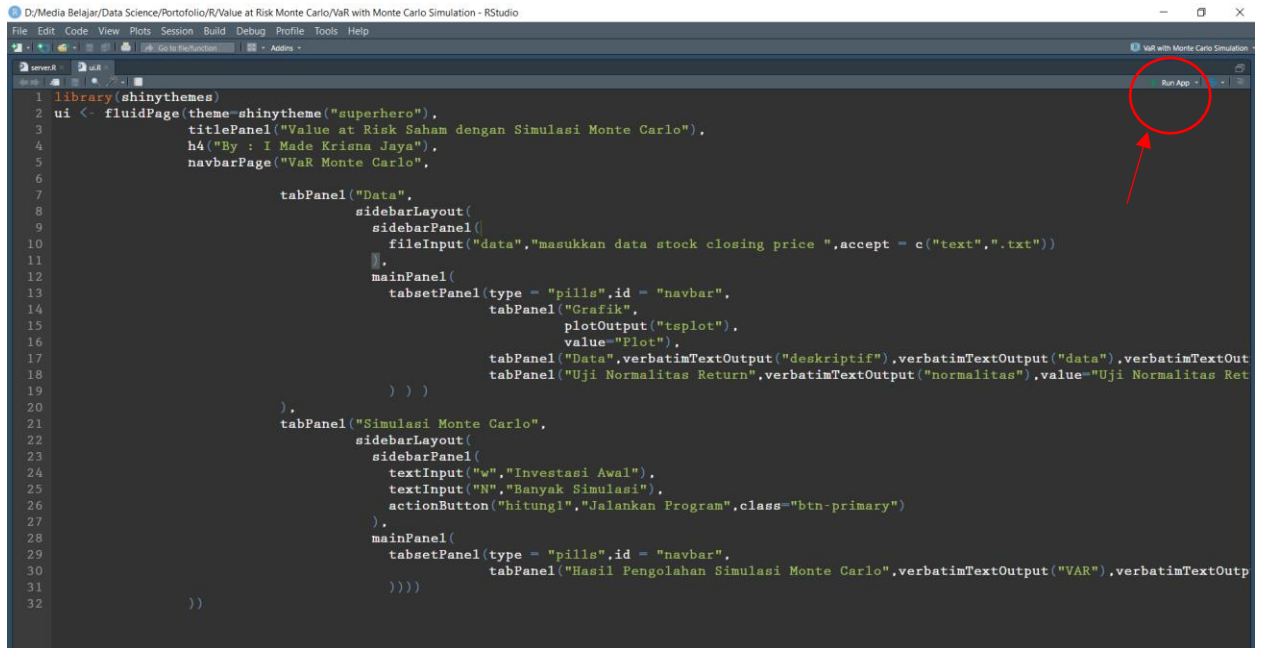 D:/Media Belajar/Data Science/Portofolio/R/Value at Risk Monte Carlo/VaR with Monte Carlo Simulation - RStudio
File Edit Code View Plots Session Build Debug Profile Tools Help
Go to file/function Addins VaR with Monte Carlo Simulation
server.R ui.R
Run App
1 library(shinythemes)
2 ui <- fluidPage(theme=shinytheme("superhero"),
3 titlePanel("Value at Risk Saham dengan Simulasi Monte Carlo"),
4 h4("By : I Made Krisna Jaya"),
5 navbarPage("VaR Monte Carlo",
6
7 tabPanel("Data",
8 sidebarLayout(
9 sidebarPanel(
10 fileInput("data","masukkan data stock closing price ",accept = c("text",".txt"))
11 ),
12 mainPanel(
13 tabsetPanel(type = "pills",id = "navbar",
14 tabPanel("Grafik",
15 plotOutput("tsplot"),
16 value="Plot"),
17 tabPanel("Data",verbatimTextOutput("deskriptif"),verbatimTextOutput("data"),verbatimTextOut
18 tabPanel("Uji Normalitas Return",verbatimTextOutput("normalitas"),value="Uji Normalitas Ret
19 ) ) )
20 ),
21 tabPanel("Simulasi Monte Carlo",
22 sidebarLayout(
23 sidebarPanel(
24 textInput("w","Investasi Awal"),
25 textInput("N","Banyak Simulasi"),
26 actionButton("hitung1","Jalankan Program",class="btn-primary")
27 ),
28 mainPanel(
29 tabsetPanel(type = "pills",id = "navbar",
30 tabPanel("Hasil Pengolahan Simulasi Monte Carlo",verbatimTextOutput("VAR"),verbatimTextOutp
31 ))))
32 ))